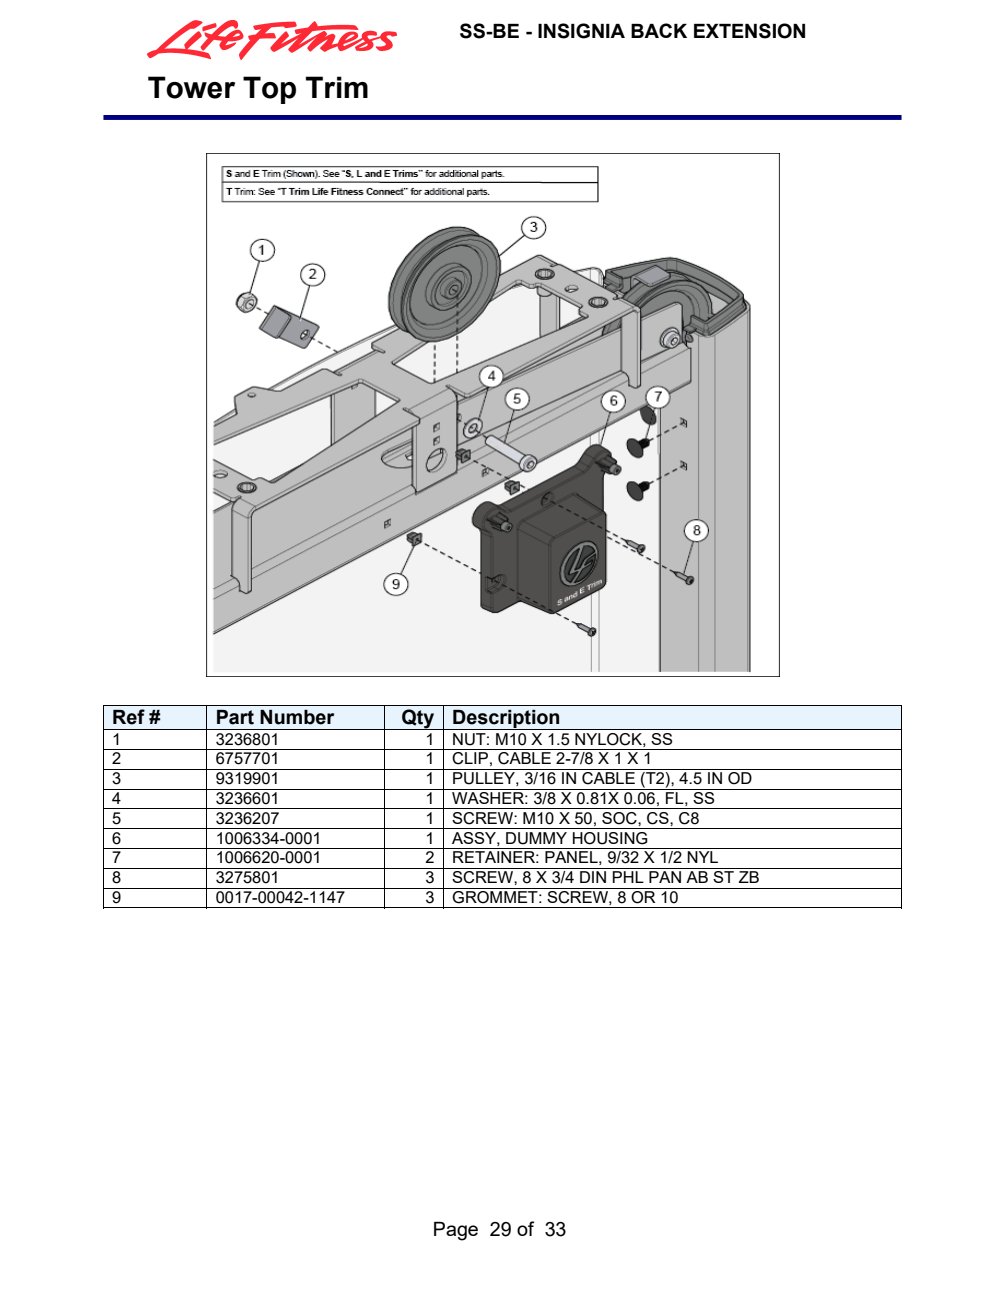 Life Fitness
SS-BE - INSIGNIA BACK EXTENSION
Tower Top Trim
S and E Trim (Shown). See "S, L and E Trims" for additional parts.
T Trim: See "T Trim Life Fitness Connect" for additional parts.
1
2
3
4
5
6
7
8
9
S and E Trim
Ref # Part Number Qty Description
1 3236801 1 NUT: M10 X 1.5 NYLOCK, SS
2 6757701 1 CLIP, CABLE 2-7/8 X 1 X 1
3 9319901 1 PULLEY, 3/16 IN CABLE (T2), 4.5 IN OD
4 3236601 1 WASHER: 3/8 X 0.81X 0.06, FL, SS
5 3236207 1 SCREW: M10 X 50, SOC, CS, C8
6 1006334-0001 1 ASSY, DUMMY HOUSING
7 1006620-0001 2 RETAINER: PANEL, 9/32 X 1/2 NYL
8 3275801 3 SCREW, 8 X 3/4 DIN PHL PAN AB ST ZB
9 0017-00042-1147 3 GROMMET: SCREW, 8 OR 10
Page 29 of 33